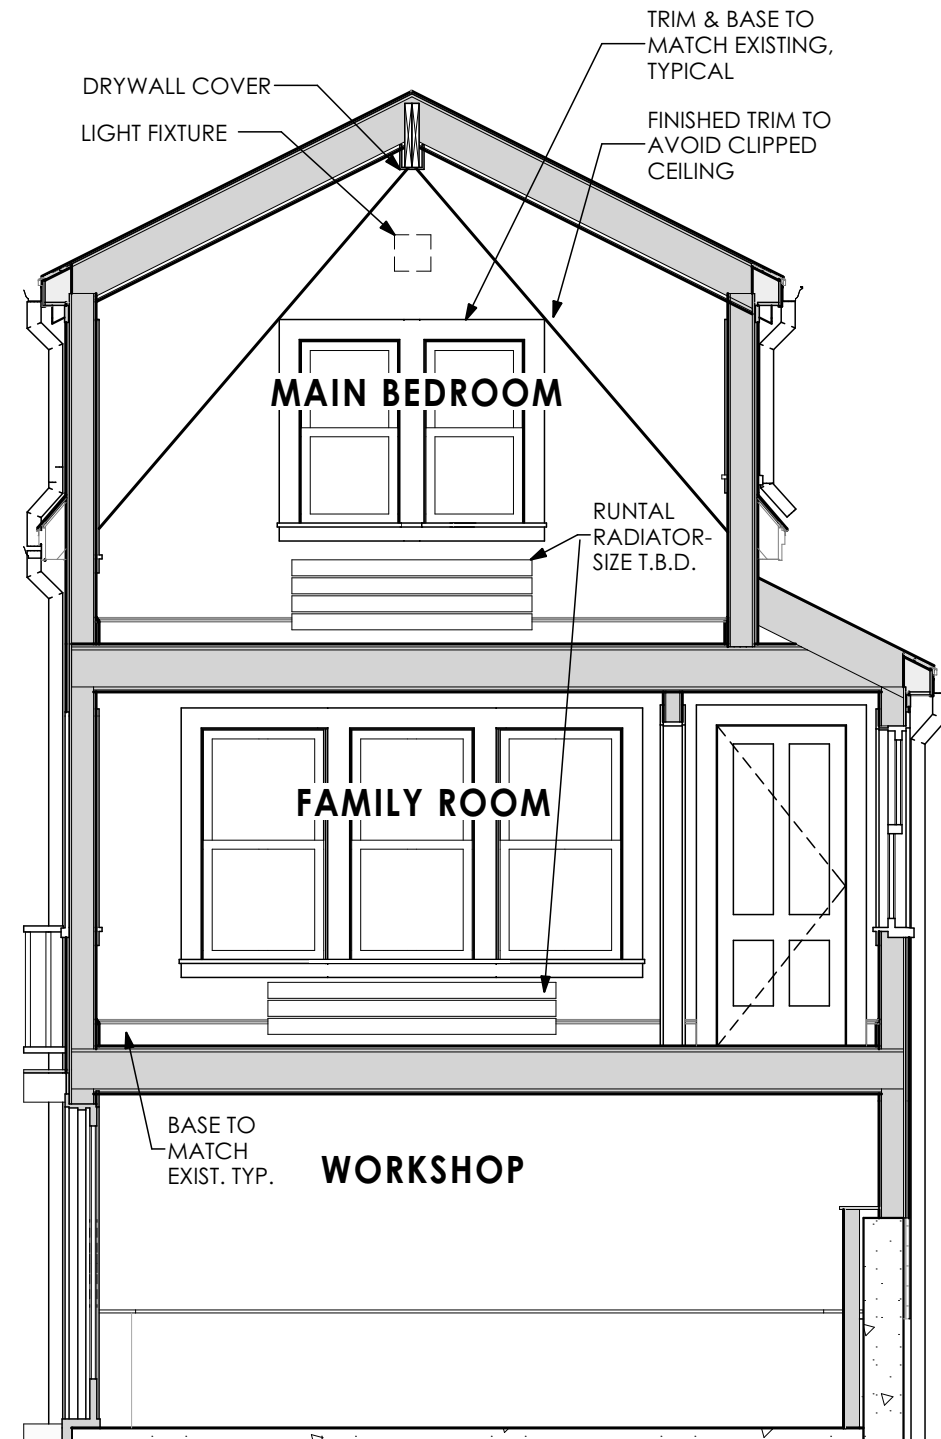 TRIM & BASE TO
MATCH EXISTING,
TYPICAL
DRYWALL COVER
LIGHT FIXTURE
FINISHED TRIM TO
AVOID CLIPPED
CEILING
MAIN BEDROOM
RUNTAL
RADIATOR-
SIZE T.B.D.
FAMILY ROOM
BASE TO
MATCH
EXIST. TYP.
WORKSHOP